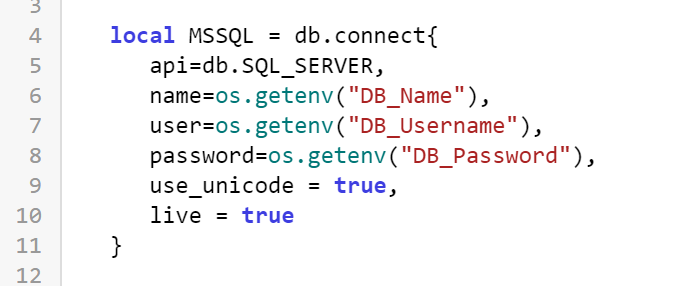 3
4 local MSSQL = db.connect{
5 api=db.SQL_SERVER,
6 name=os.getenv("DB_Name"),
7 user=os.getenv("DB_Username"),
8 password=os.getenv("DB_Password"),
9 use_unicode = true,
10 live = true
11 }
12